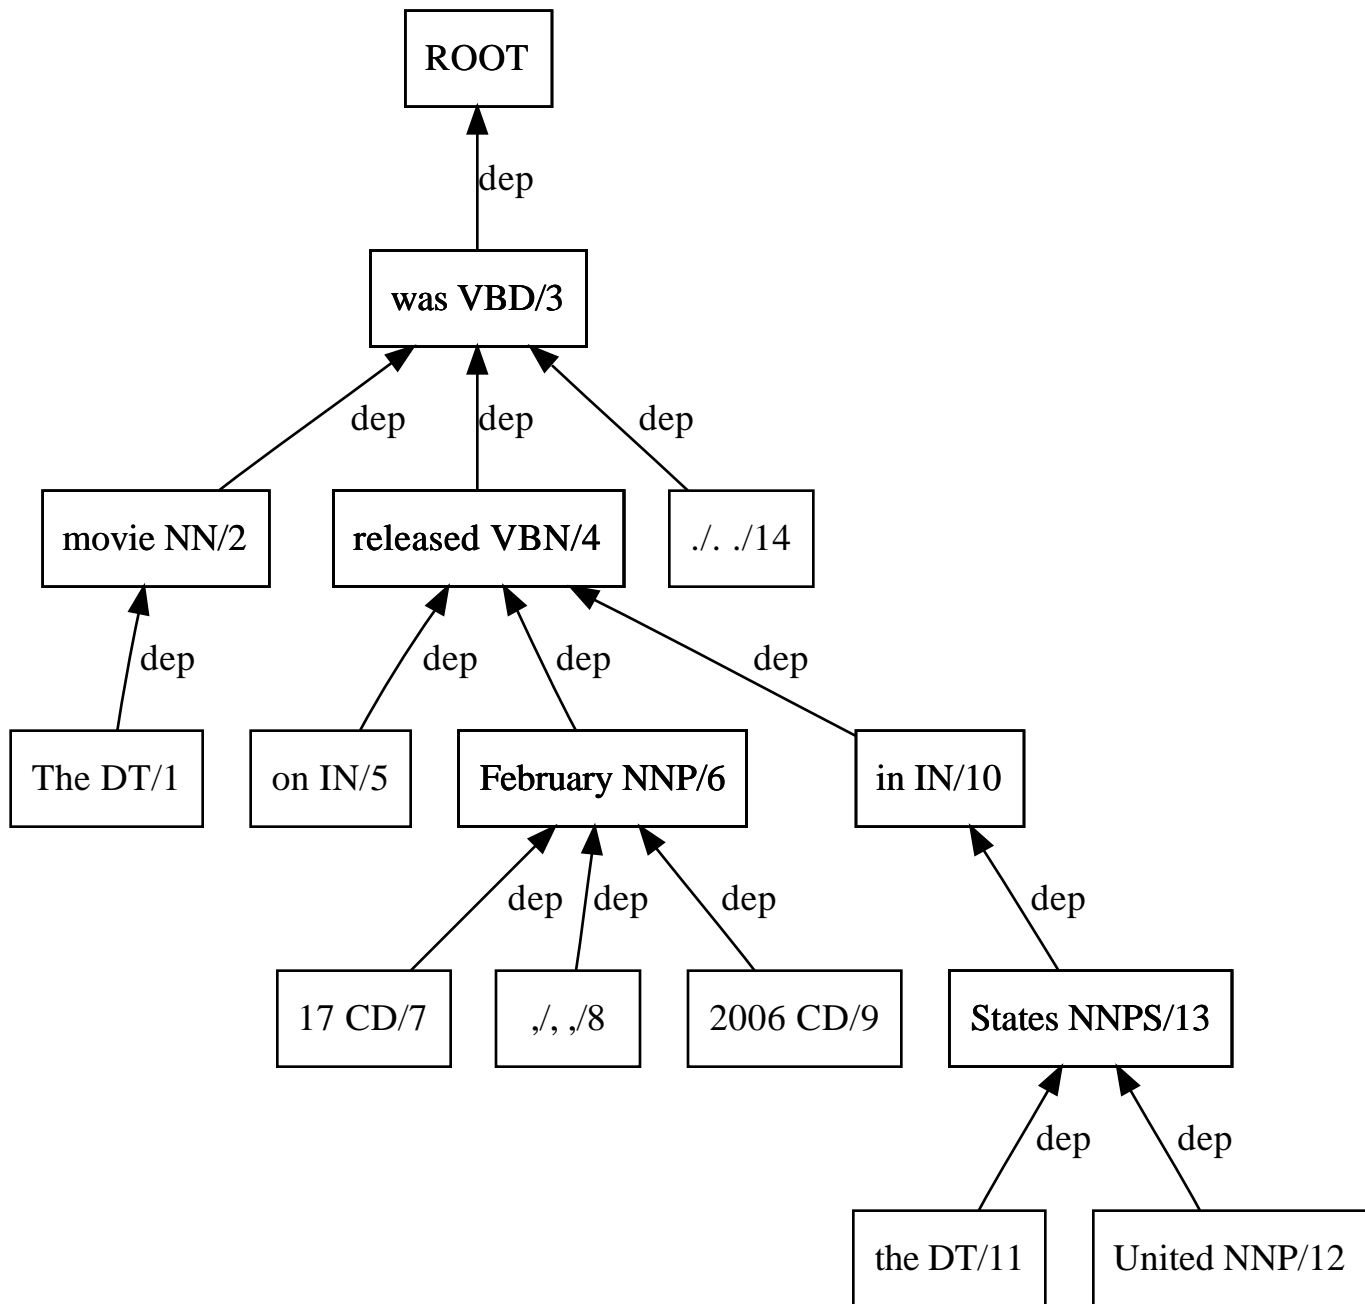 ROOT
dep
was VBD/3
dep dep dep
movie NN/2 released VBN/4 ./. ./14
dep dep dep dep
The DT/1 on IN/5 February NNP/6 in IN/10
dep dep dep dep
17 CD/7 ,/, ,/8 2006 CD/9 States NNPS/13
dep dep
the DT/11 United NNP/12